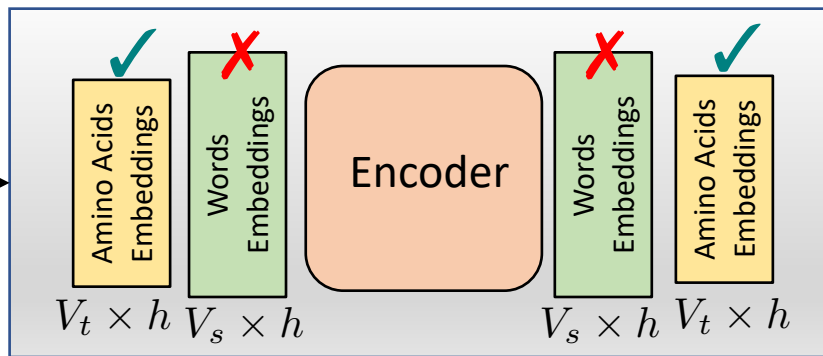 Amino Acids
Embeddings
Words
Embeddings
Encoder
Words
Embeddings
Amino Acids
Embeddings
V_t × h
V_s × h
V_s × h
V_t × h